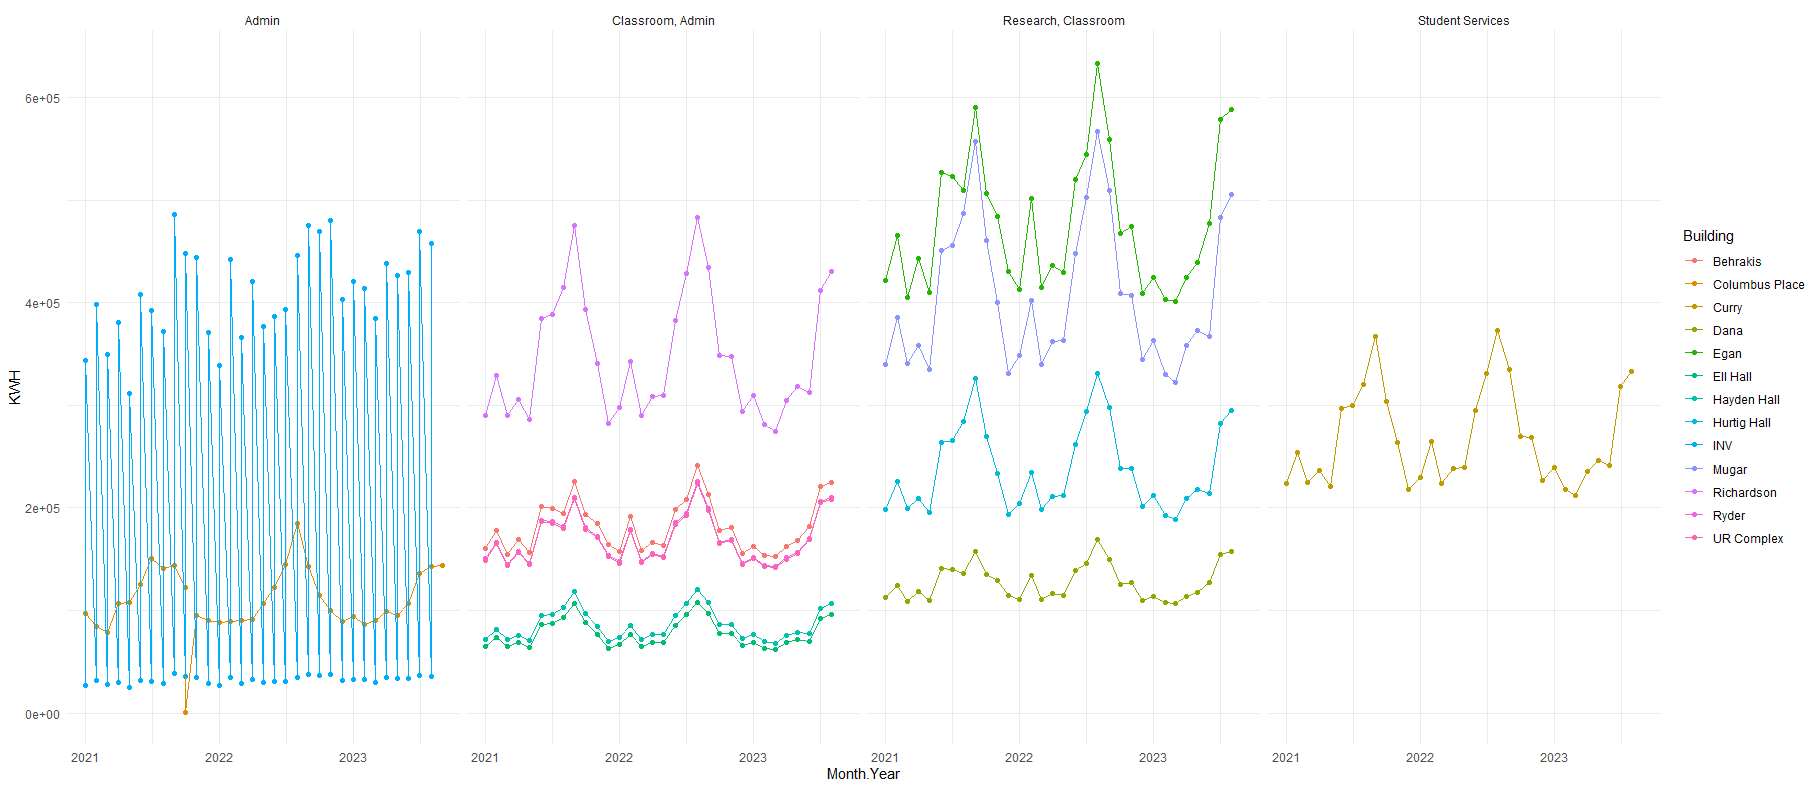 Admin
Classroom, Admin
Research, Classroom
Student Services
6e+05
4e+05
2e+05
0e+00
KWH
2021 2022 2023
2021 2022 2023
2021 2022 2023
2021 2022 2023
Month.Year
Building
Behrakis
Columbus Place
Curry
Dana
Egan
Ell Hall
Hayden Hall
Hurtig Hall
INV
Mugar
Richardson
Ryder
UR Complex